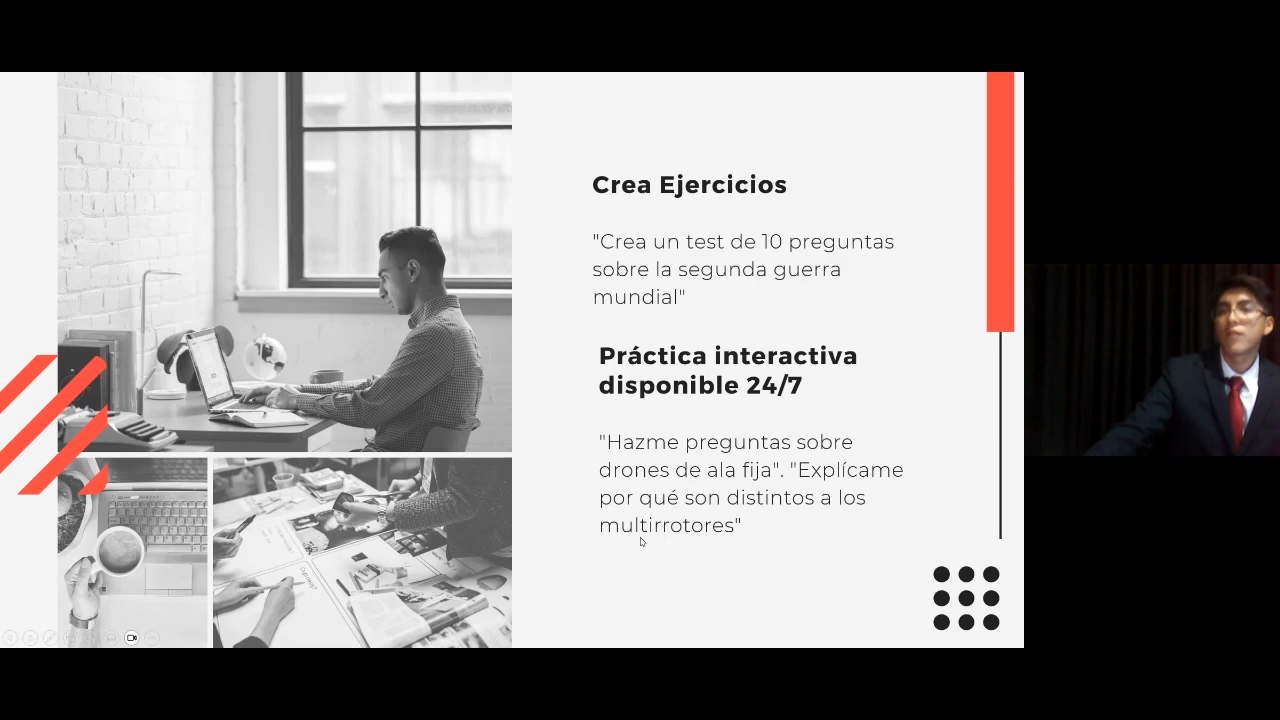 Crea Ejercicios
"Crea un test de 10 preguntas
sobre la segunda guerra
mundial"
Práctica interactiva
disponible 24/7
"Hazme preguntas sobre
drones de ala fija". "Explícame
por qué son distintos a los
multirrotores"